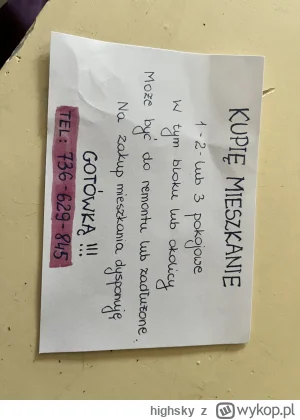 KUPIĘ MIESZKANIE
1-2-lub 3 pokojowe
W tym bloku lub okolicy
Może być do remontu lub zadłużone.
Na zakup mieszkania dysponuję
GOTÓWKĄ !!!
TEL: 736-629-845
highsky z wykop.pl